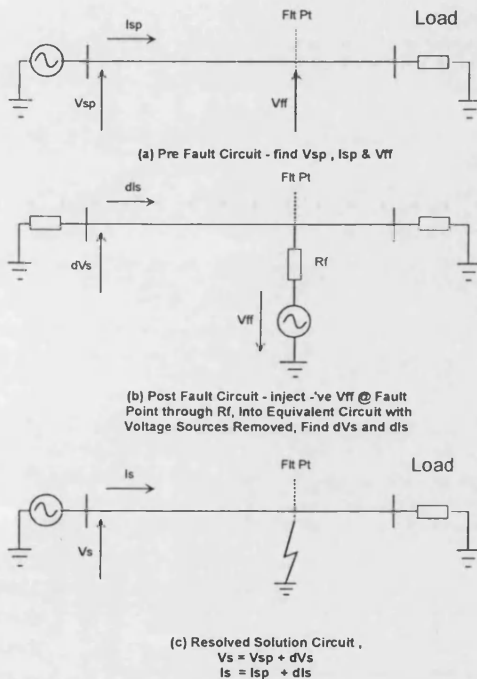 Flt Pt
Load
Isp
Vsp
Vff
(a) Pre Fault Circuit - find Vsp , Isp & Vff
Flt Pt
dIs
Rf
dVs
Vff
(b) Post Fault Circuit - inject -'ve Vff @ Fault
Point through Rf, Into Equivalent Circuit with
Voltage Sources Removed, Find dVs and dIs
Flt Pt
Load
Is
Vs
(c) Resolved Solution Circuit ,
Vs = Vsp + dVs
Is = Isp + dIs